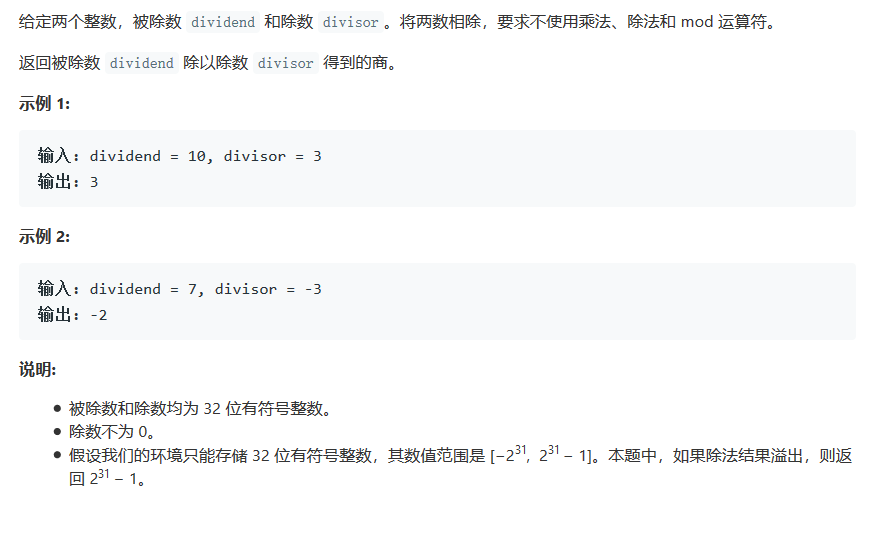 给定两个整数，被除数 dividend 和除数 divisor。将两数相除，要求不使用乘法、除法和 mod 运算符。
返回被除数 dividend 除以除数 divisor 得到的商。
示例 1:
输入: dividend = 10, divisor = 3
输出: 3
示例 2:
输入: dividend = 7, divisor = -3
输出: -2
说明:
● 被除数和除数均为 32 位有符号整数。
● 除数不为 0。
● 假设我们的环境只能存储 32 位有符号整数，其数值范围是 [−2³¹, 2³¹ − 1]。本题中，如果除法结果溢出，则返
回 2³¹ − 1。